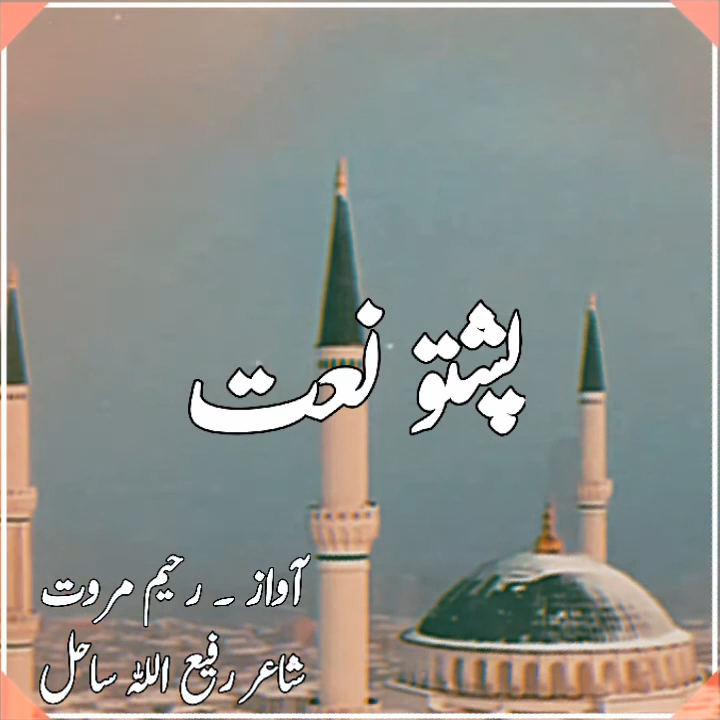 پشتو نعت
آواز ۔ رحیم مروت
شاعر رفیع اللہ ساحل